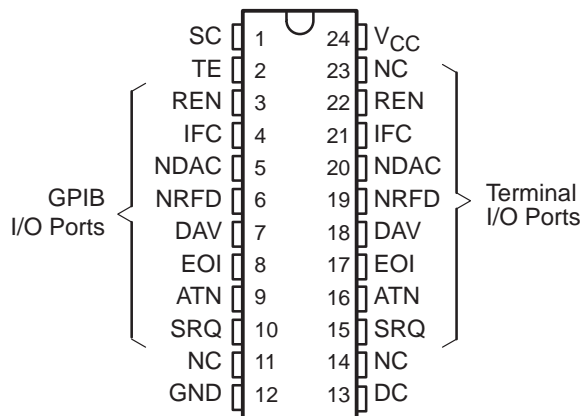 SC 1 24 VCC
TE 2 23 NC
REN 3 22 REN
IFC 4 21 IFC
NDAC 5 20 NDAC
GPIB
I/O Ports
NRFD 6 19 NRFD
Terminal
I/O Ports
DAV 7 18 DAV
EOI 8 17 EOI
ATN 9 16 ATN
SRQ 10 15 SRQ
NC 11 14 NC
GND 12 13 DC